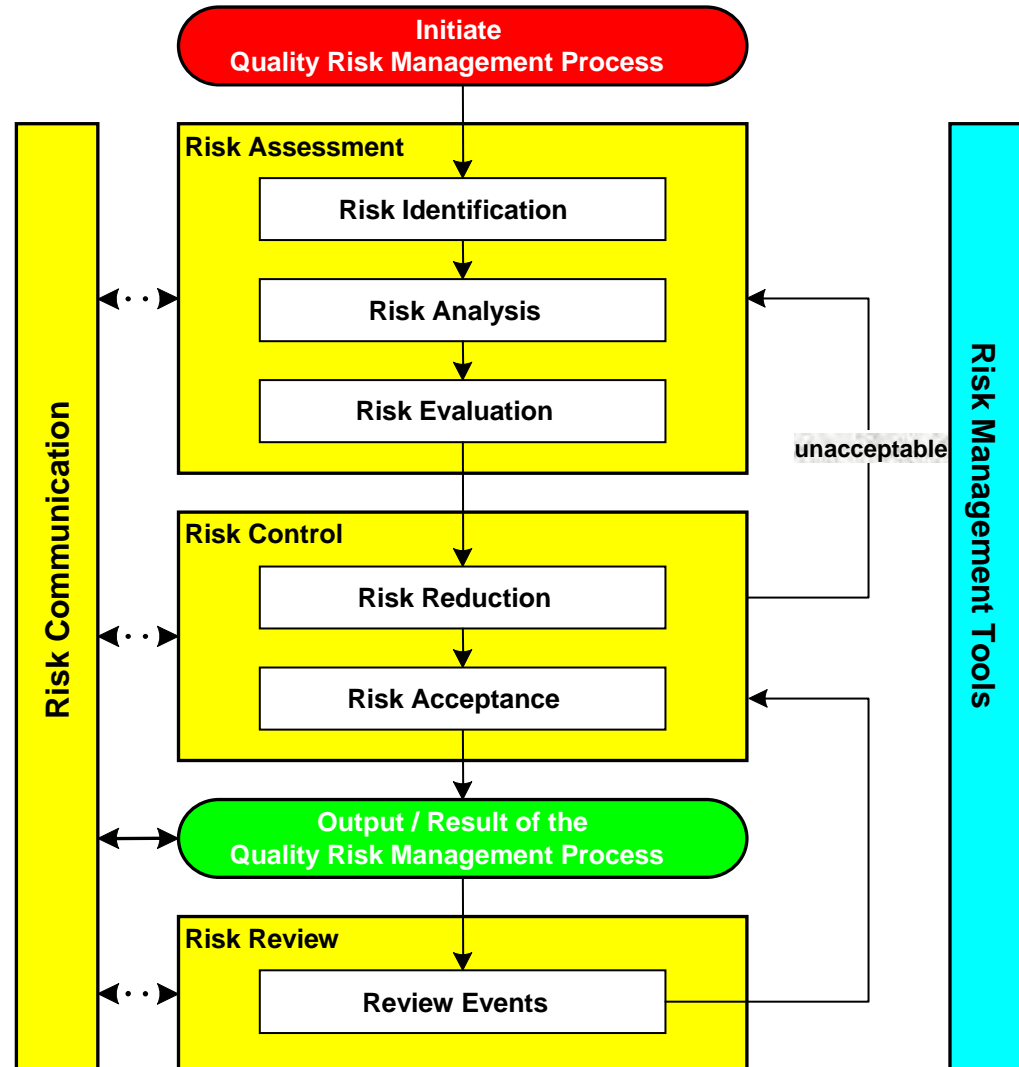 Initiate
Quality Risk Management Process
Risk Assessment
Risk Identification
Risk Analysis
Risk Evaluation
unacceptable
Risk Control
Risk Reduction
Risk Acceptance
Output / Result of the
Quality Risk Management Process
Risk Review
Review Events
Risk Communication
Risk Management Tools